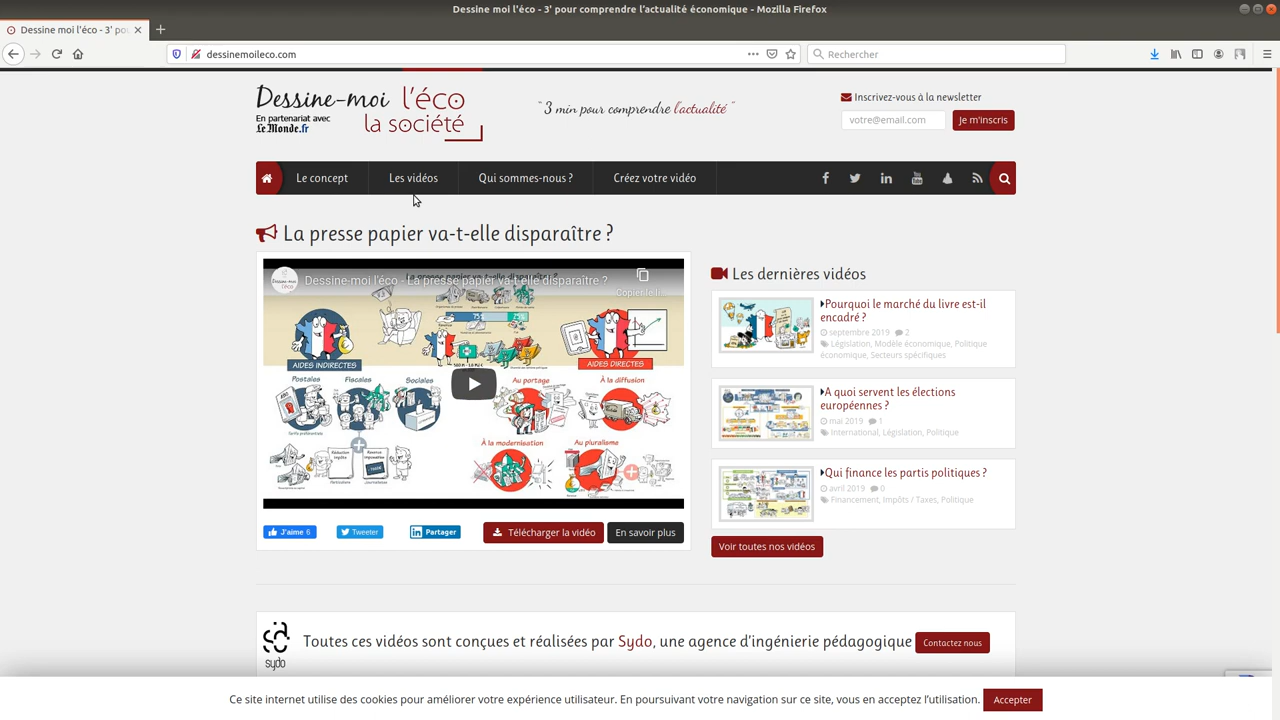 Dessine moi l'éco - 3' pour comprendre l'actualité économique - Mozilla Firefox
Dessine moi l'éco - 3' po
dessinemoileco.com
Rechercher
Dessine-moi l'éco
la société
En partenariat avec
Le Monde.fr
" 3 min pour comprendre l'actualité "
Inscrivez-vous à la newsletter
votre@email.com
Je m'inscris
Le concept
Les vidéos
Qui sommes-nous ?
Créez votre vidéo
La presse papier va-t-elle disparaître ?
Dessine-moi l'éco - La presse papier va-t-elle disparaître ?
Copier le li...
75%
25%
AIDES INDIRECTES
AIDES DIRECTES
Postales
Fiscales
Sociales
Au portage
À la diffusion
À la modernisation
Au pluralisme
J'aime 6
Tweeter
Partager
Télécharger la vidéo
En savoir plus
Les dernières vidéos
Pourquoi le marché du livre est-il
encadré ?
septembre 2019 2
Législation, Modèle économique, Politique
économique, Secteurs spécifiques
A quoi servent les élections
européennes ?
mai 2019 1
International, Législation, Politique
Qui finance les partis politiques ?
avril 2019 0
Financement, Impôts / Taxes, Politique
Voir toutes nos vidéos
sydo
Toutes ces vidéos sont conçues et réalisées par Sydo, une agence d'ingénierie pédagogique
Contactez nous
Ce site internet utilise des cookies pour améliorer votre expérience utilisateur. En poursuivant votre navigation sur ce site, vous en acceptez l'utilisation.
Accepter